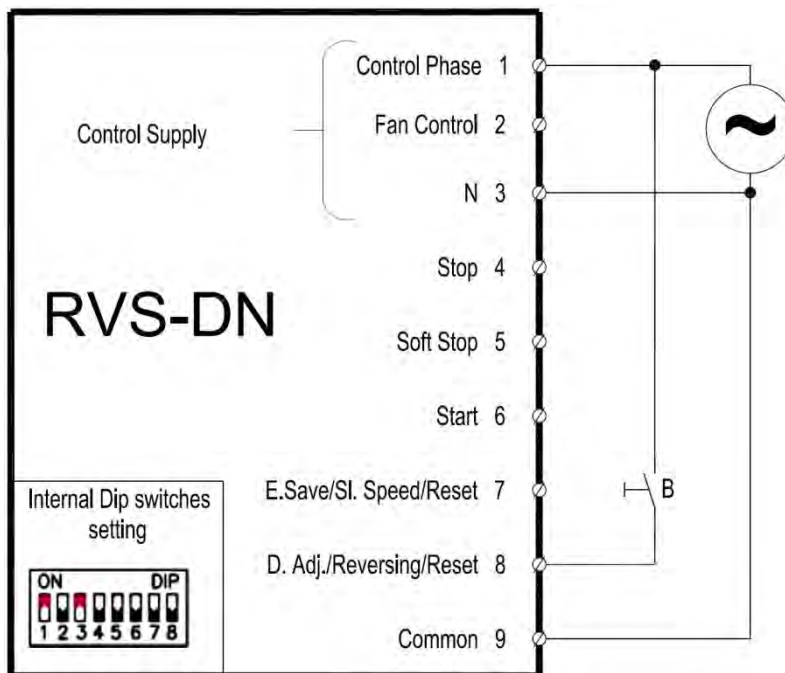 Control Phase 1
Fan Control 2
Control Supply
N 3
Stop 4
RVS-DN
Soft Stop 5
Start 6
E.Save/Sl. Speed/Reset 7
B
Internal Dip switches
setting
D. Adj./Reversing/Reset 8
ON DIP
1 2 3 4 5 6 7 8
Common 9